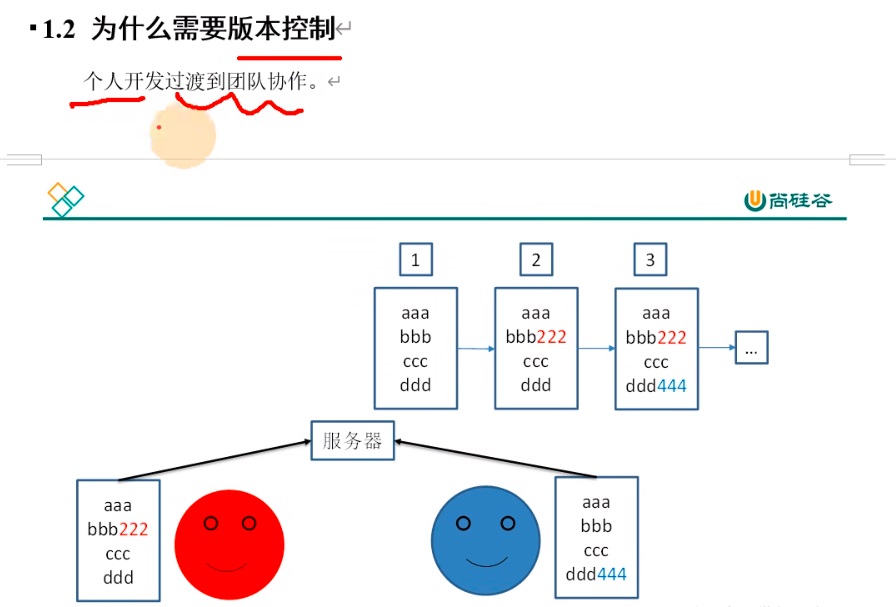 1.2 为什么需要版本控制
个人开发过渡到团队协作。
尚硅谷
1
2
3
aaa
bbb
ccc
ddd
aaa
bbb222
ccc
ddd
aaa
bbb222
ccc
ddd444
...
服务器
aaa
bbb222
ccc
ddd
aaa
bbb
ccc
ddd444